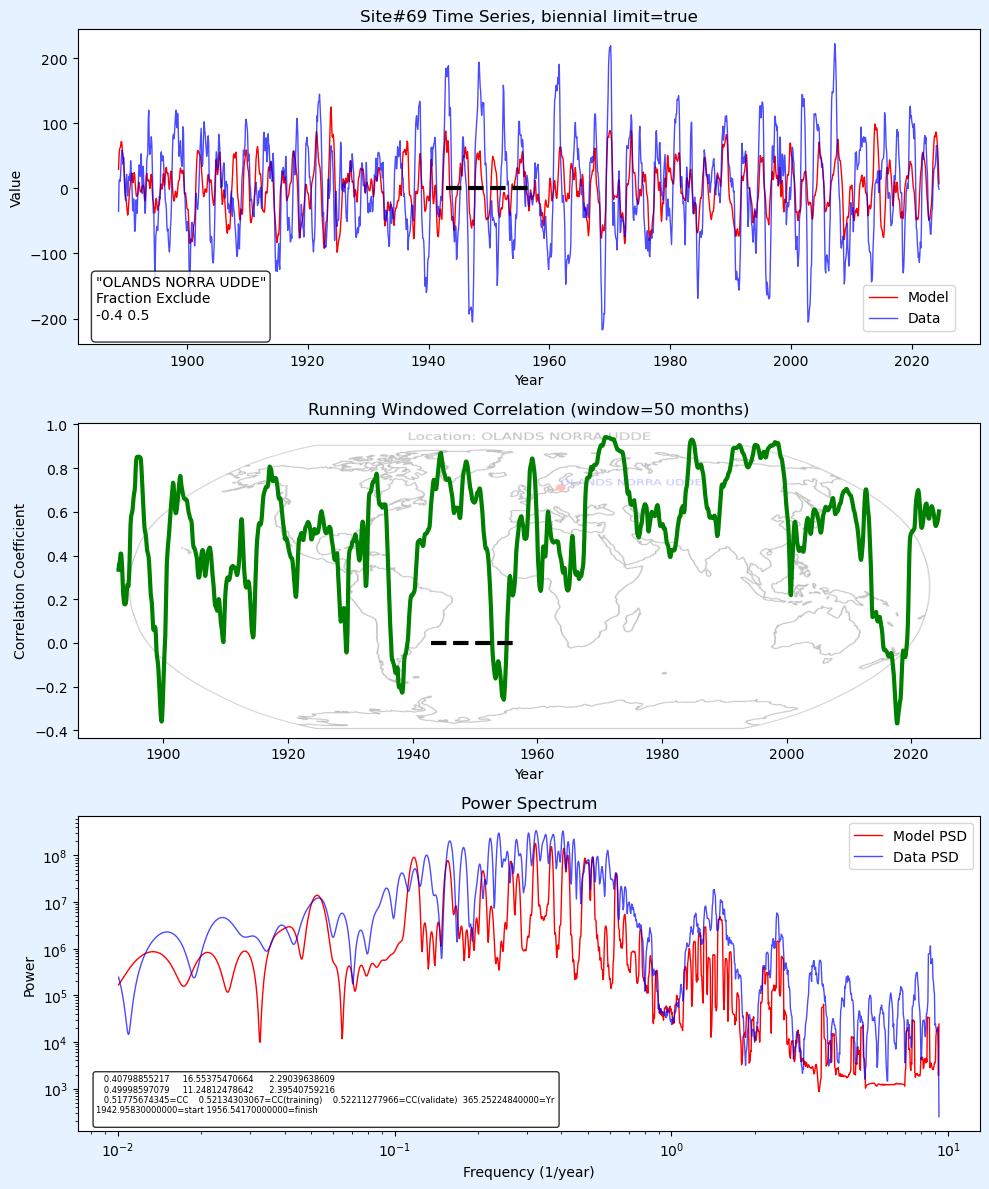 Site#69 Time Series, biennial limit=true
Value
200
100
0
−100
−200
"OLANDS NORRA UDDE"
Fraction Exclude
-0.4 0.5
Model
Data
1900 1920 1940 1960 1980 2000 2020
Year
Running Windowed Correlation (window=50 months)
Correlation Coefficient
1.0
0.8
0.6
0.4
0.2
0.0
−0.2
−0.4
Location: OLANDS NORRA UDDE
OLANDS NORRA UDDE
1900 1920 1940 1960 1980 2000 2020
Year
Power Spectrum
Power
10^8
10^7
10^6
10^5
10^4
10^3
Model PSD
Data PSD
0.40798855217 16.55375470664 2.29039638609
0.49998597079 11.24812478642 2.39540759216
0.51775674345=CC 0.52134303067=CC(training) 0.52211277966=CC(validate) 365.25224840000=Yr
1942.95830000000=start 1956.54170000000=finish
10^−2 10^−1 10^0 10^1
Frequency (1/year)